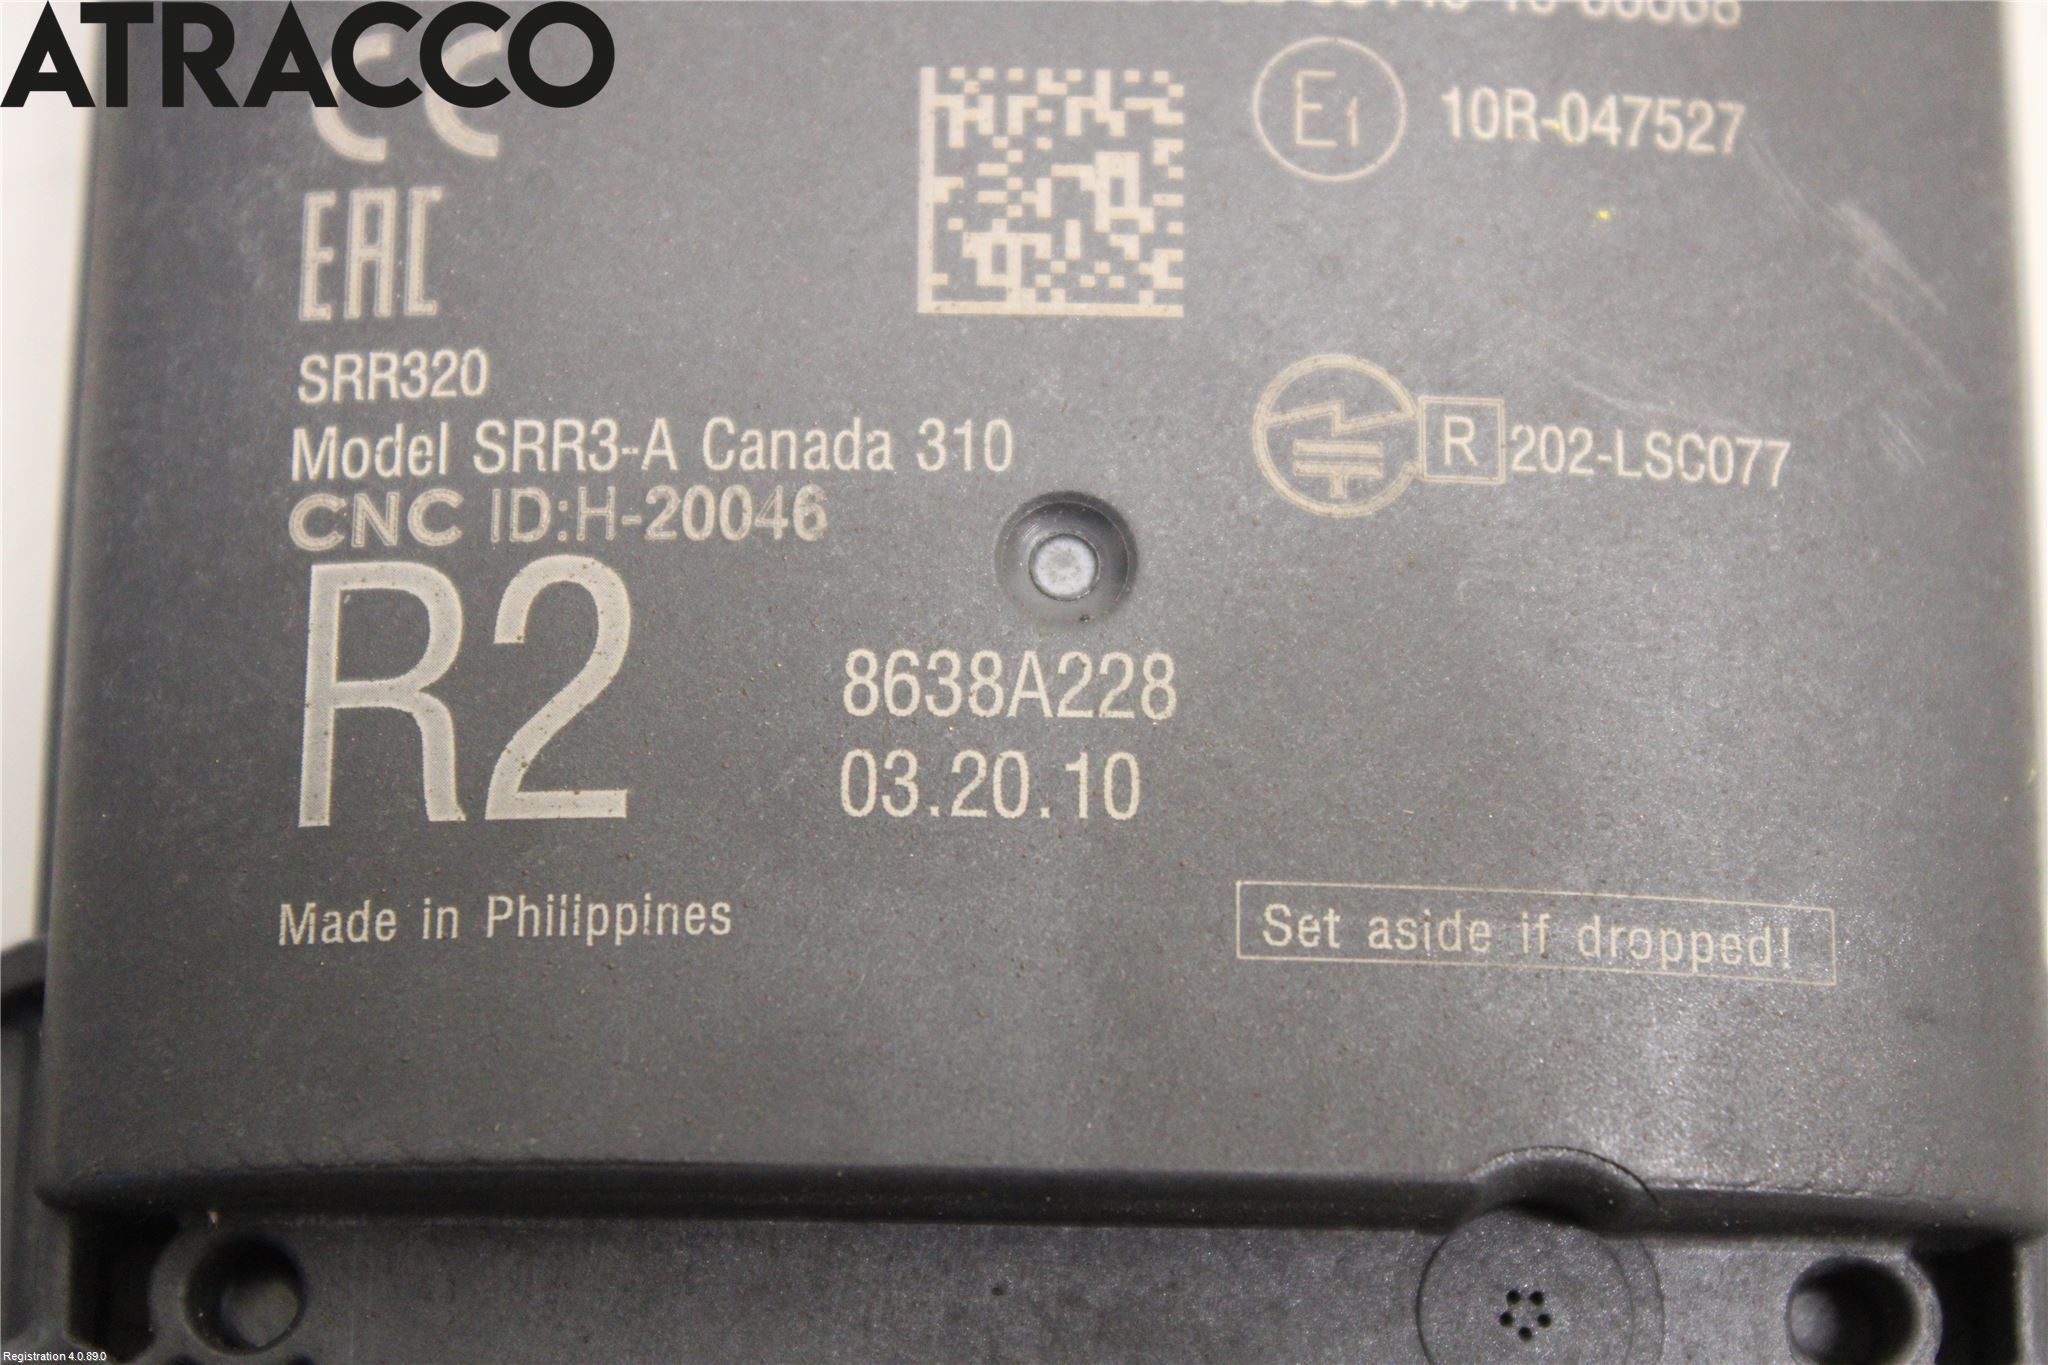 ATRACCO
CE
E1 10R-047527
EAC
SRR320
Model SRR3-A Canada 310
R 202-LSC077
CNC ID:H-20046
R2
8638A228
03.20.10
Made in Philippines
Set aside if dropped!
Registration 4.0.89.0